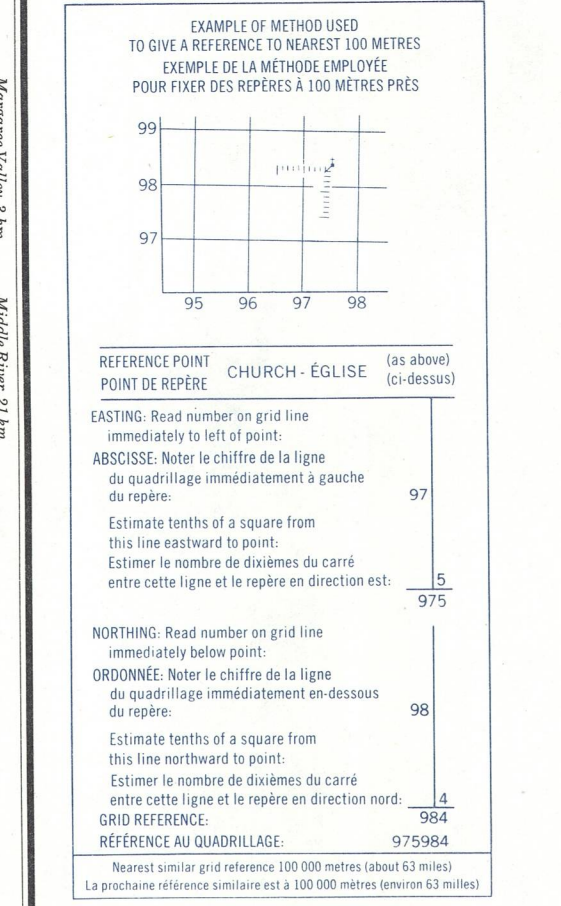 EXAMPLE OF METHOD USED
TO GIVE A REFERENCE TO NEAREST 100 METRES
EXEMPLE DE LA MÉTHODE EMPLOYÉE
POUR FIXER DES REPÈRES À 100 MÈTRES PRÈS
99
98
97
95 96 97 98
REFERENCE POINT
POINT DE REPÈRE
CHURCH - ÉGLISE
(as above)
(ci-dessus)
EASTING: Read number on grid line
immediately to left of point:
ABSCISSE: Noter le chiffre de la ligne
du quadrillage immédiatement à gauche
du repère: 97
Estimate tenths of a square from
this line eastward to point:
Estimer le nombre de dixièmes du carré
entre cette ligne et le repère en direction est: 5
975
NORTHING: Read number on grid line
immediately below point:
ORDONNÉE: Noter le chiffre de la ligne
du quadrillage immédiatement en-dessous
du repère: 98
Estimate tenths of a square from
this line northward to point:
Estimer le nombre de dixièmes du carré
entre cette ligne et le repère en direction nord: 4
GRID REFERENCE: 984
RÉFÉRENCE AU QUADRILLAGE: 975984
Nearest similar grid reference 100 000 metres (about 63 miles)
La prochaine référence similaire est à 100 000 mètres (environ 63 milles)
Valley 2 km
Middle River 21 km